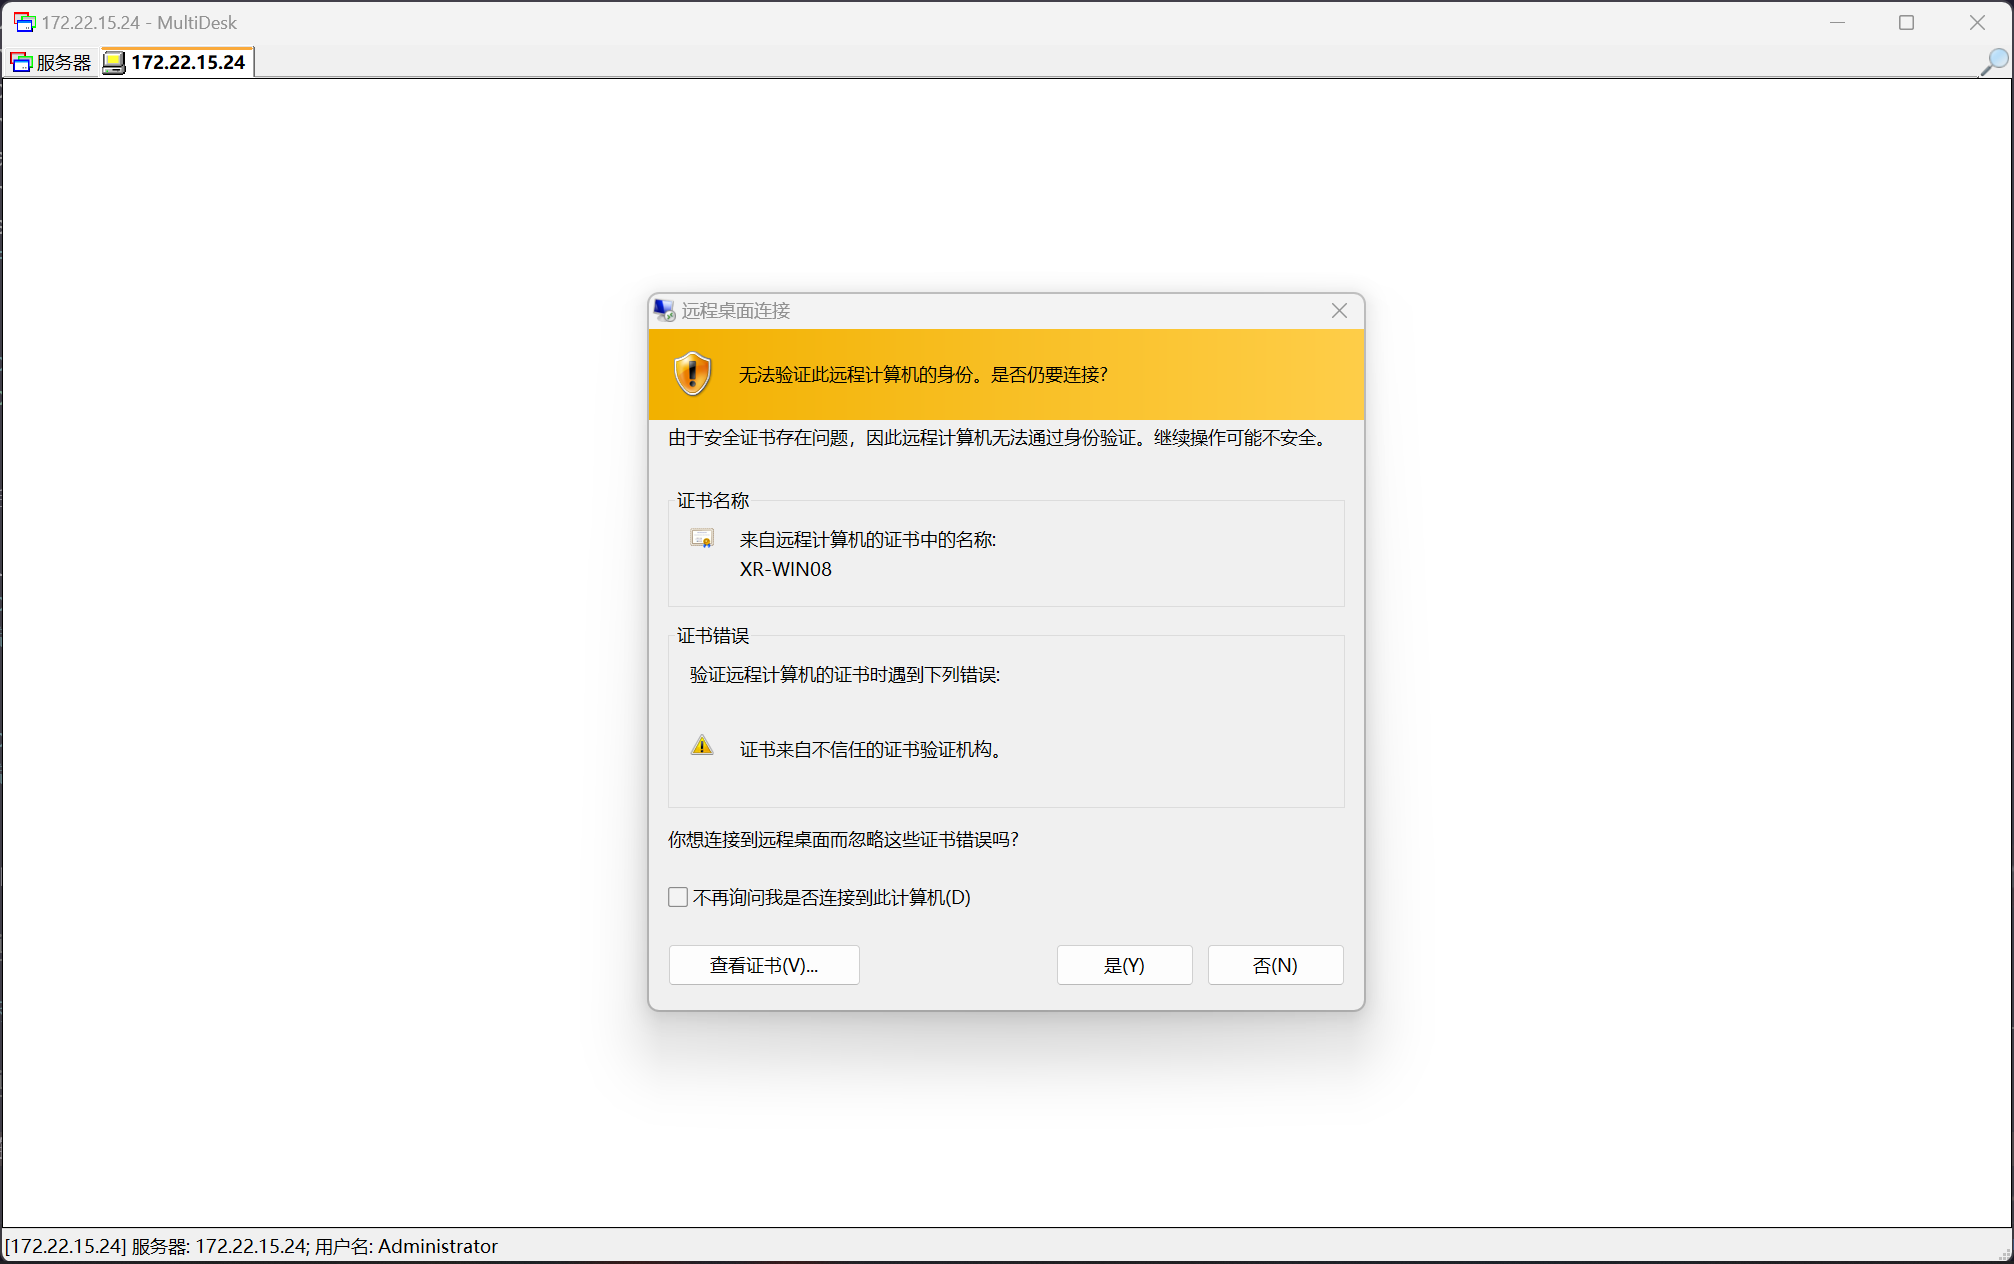 172.22.15.24 - MultiDesk
服务器 172.22.15.24
远程桌面连接
无法验证此远程计算机的身份。是否仍要连接?
由于安全证书存在问题，因此远程计算机无法通过身份验证。继续操作可能不安全。
证书名称
来自远程计算机的证书中的名称:
XR-WIN08
证书错误
验证远程计算机的证书时遇到下列错误:
证书来自不信任的证书验证机构。
你想连接到远程桌面而忽略这些证书错误吗?
不再询问我是否连接到此计算机(D)
查看证书(V)... 是(Y) 否(N)
[172.22.15.24] 服务器: 172.22.15.24; 用户名: Administrator